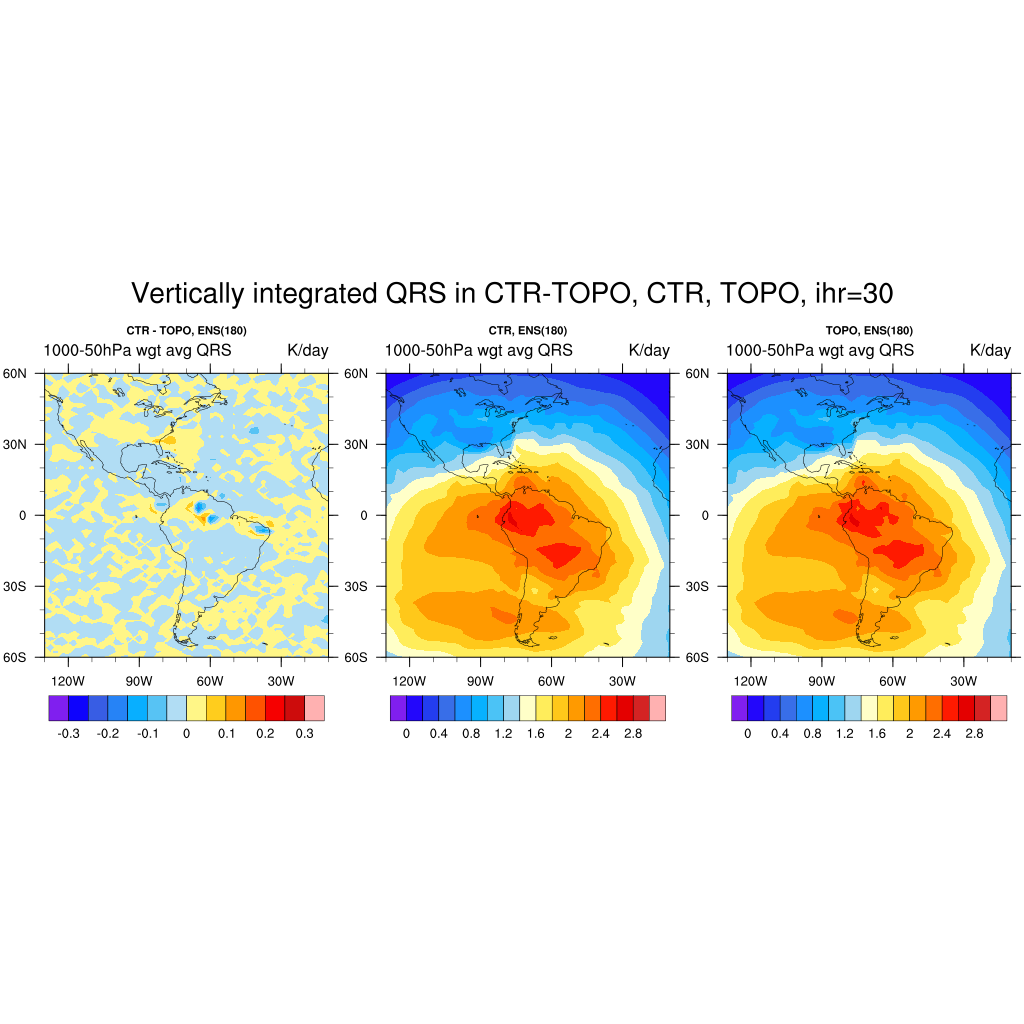 Vertically integrated QRS in CTR-TOPO, CTR, TOPO, ihr=30
CTR - TOPO, ENS(180)
1000-50hPa wgt avg QRS K/day
60N
30N
0
30S
60S
120W 90W 60W 30W
-0.3 -0.2 -0.1 0 0.1 0.2 0.3
CTR, ENS(180)
1000-50hPa wgt avg QRS K/day
60N
30N
0
30S
60S
120W 90W 60W 30W
0 0.4 0.8 1.2 1.6 2 2.4 2.8
TOPO, ENS(180)
1000-50hPa wgt avg QRS K/day
60N
30N
0
30S
60S
120W 90W 60W 30W
0 0.4 0.8 1.2 1.6 2 2.4 2.8